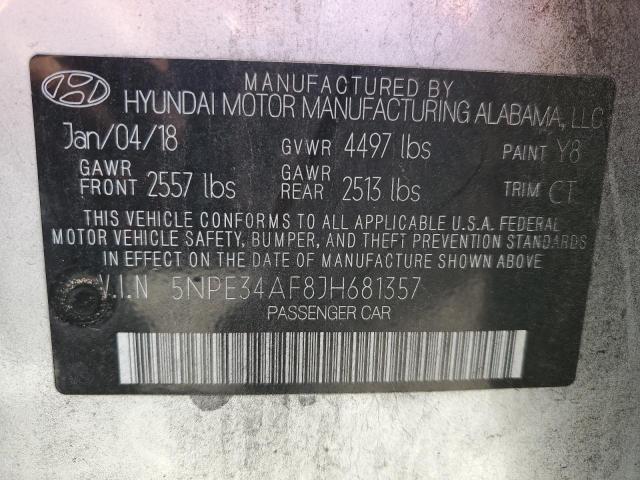 MANUFACTURED BY
HYUNDAI MOTOR MANUFACTURING ALABAMA, LLC
Jan/04/18 GVWR 4497 lbs PAINT Y8
GAWR FRONT 2557 lbs GAWR REAR 2513 lbs TRIM CT
THIS VEHICLE CONFORMS TO ALL APPLICABLE U.S.A. FEDERAL
MOTOR VEHICLE SAFETY, BUMPER, AND THEFT PREVENTION STANDARDS
IN EFFECT ON THE DATE OF MANUFACTURE SHOWN ABOVE.
V.I.N 5NPE34AF8JH681357
PASSENGER CAR